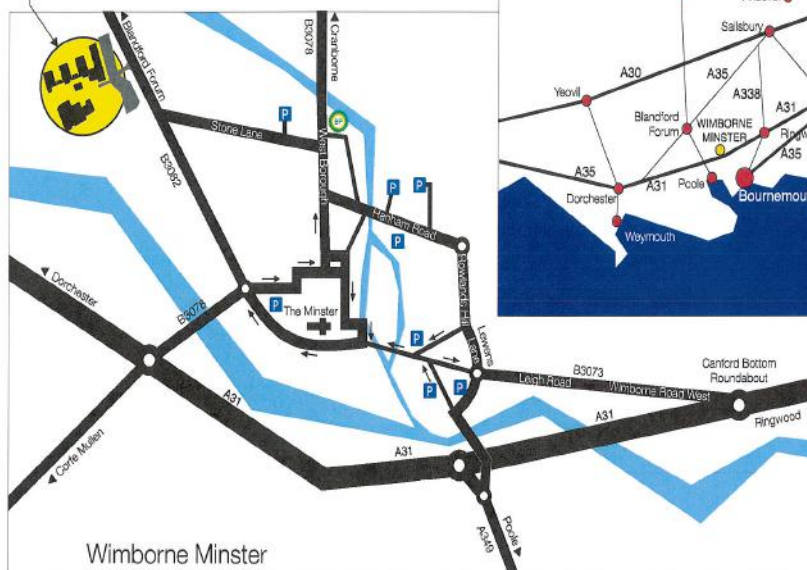 Blandford Forum
B3078
Cranborne
P
BP
Stone Lane
West Borough
P
P
Hanham Road
P
B3082
Rowlands Hill
Dorchester
B3078
P
The Minster
P
Lewens
Lane
P
P
B3073
Leigh Road
Wimborne Road West
Canford Bottom
Roundabout
A31
A31
A31
Ringwood
Corfe Mullen
A349
Poole
Wimborne Minster
Salisbury
A30
A35
Yeovil
A338
A31
Blandford
Forum
WIMBORNE
MINSTER
Ringw
A35
A35
A31
Poole
Dorchester
Bournemout
Weymouth